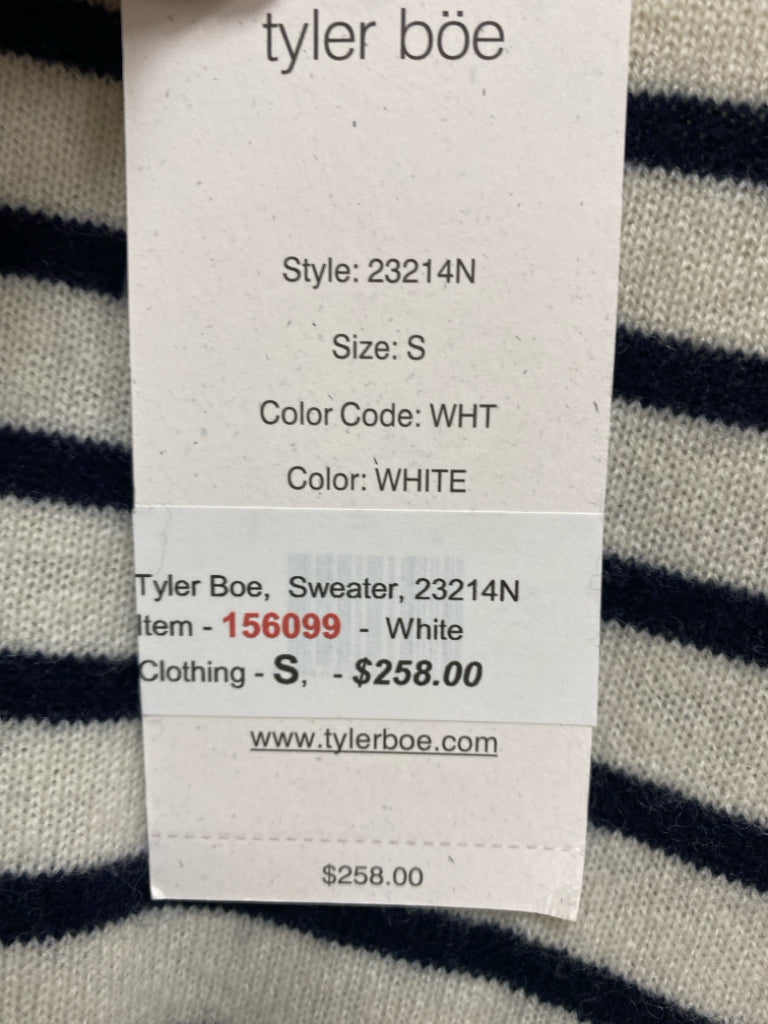 tyler böe
Style: 23214N
Size: S
Color Code: WHT
Color: WHITE
Tyler Boe, Sweater, 23214N
Item - 156099 - White
Clothing - S, - $258.00
www.tylerboe.com
$258.00